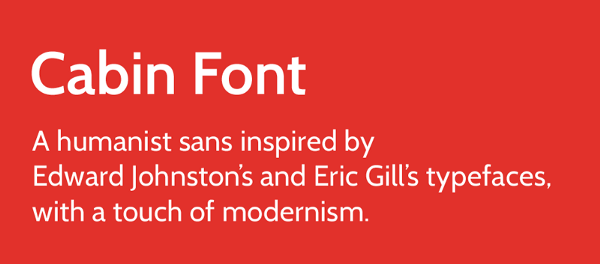 Cabin Font
A humanist sans inspired by
Edward Johnston’s and Eric Gill’s typefaces,
with a touch of modernism.